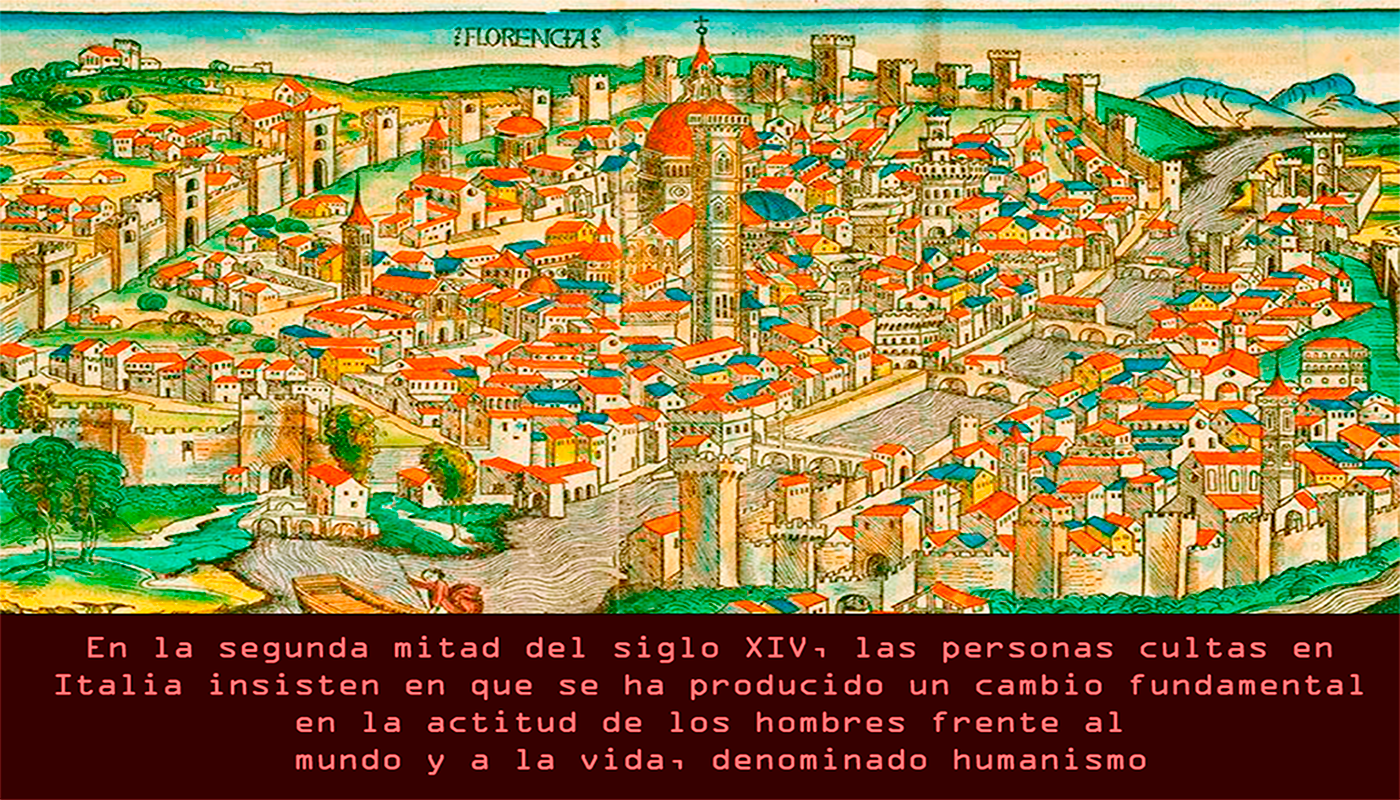 FLORENCIA
En la segunda mitad del siglo XIV, las personas cultas en
Italia insisten en que se ha producido un cambio fundamental
en la actitud de los hombres frente al
mundo y a la vida, denominado humanismo